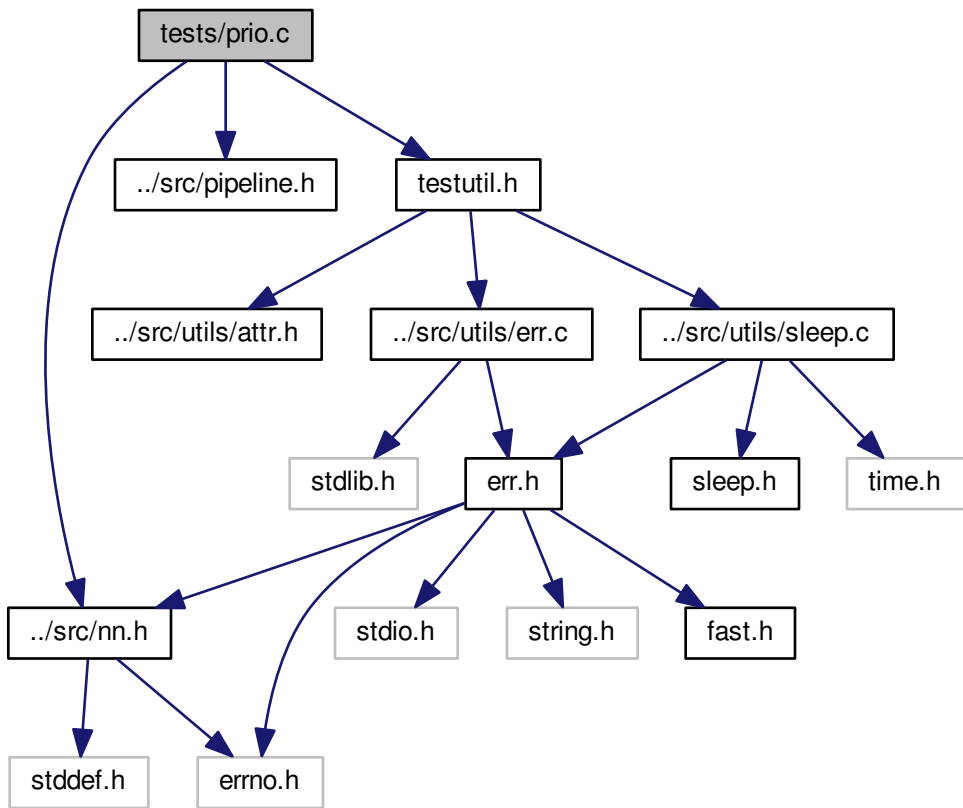 tests/prio.c
../src/pipeline.h
testutil.h
../src/utils/attr.h
../src/utils/err.c
../src/utils/sleep.c
stdlib.h
err.h
sleep.h
time.h
../src/nn.h
stdio.h
string.h
fast.h
stddef.h
errno.h